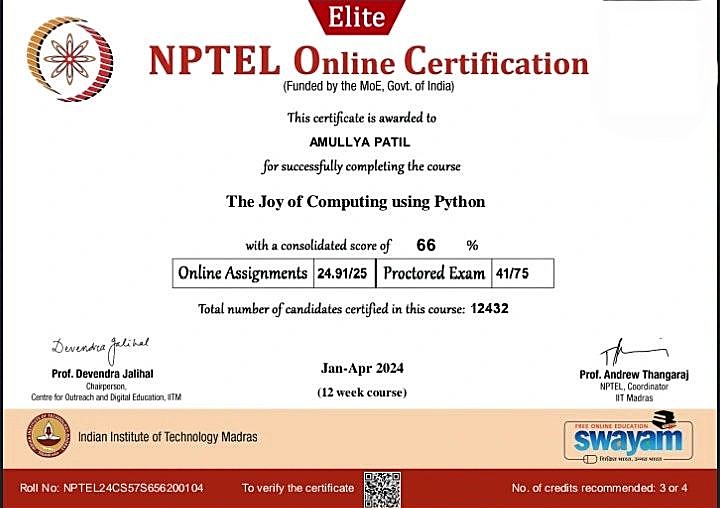 Elite
NPTEL Online Certification
(Funded by the MoE, Govt. of India)
This certificate is awarded to
AMULLYA PATIL
for successfully completing the course
The Joy of Computing using Python
with a consolidated score of 66 %
Online Assignments 24.91/25 Proctored Exam 41/75
Total number of candidates certified in this course: 12432
Devendra Jalihal
Prof. Devendra Jalihal
Chairperson,
Centre for Outreach and Digital Education, IITM
Jan-Apr 2024
(12 week course)
Prof. Andrew Thangaraj
NPTEL, Coordinator
IIT Madras
Indian Institute of Technology Madras
FREE ONLINE EDUCATION
swayam
शिक्षित भारत, उन्नत भारत
Roll No: NPTEL24CS57S656200104
To verify the certificate
No. of credits recommended: 3 or 4